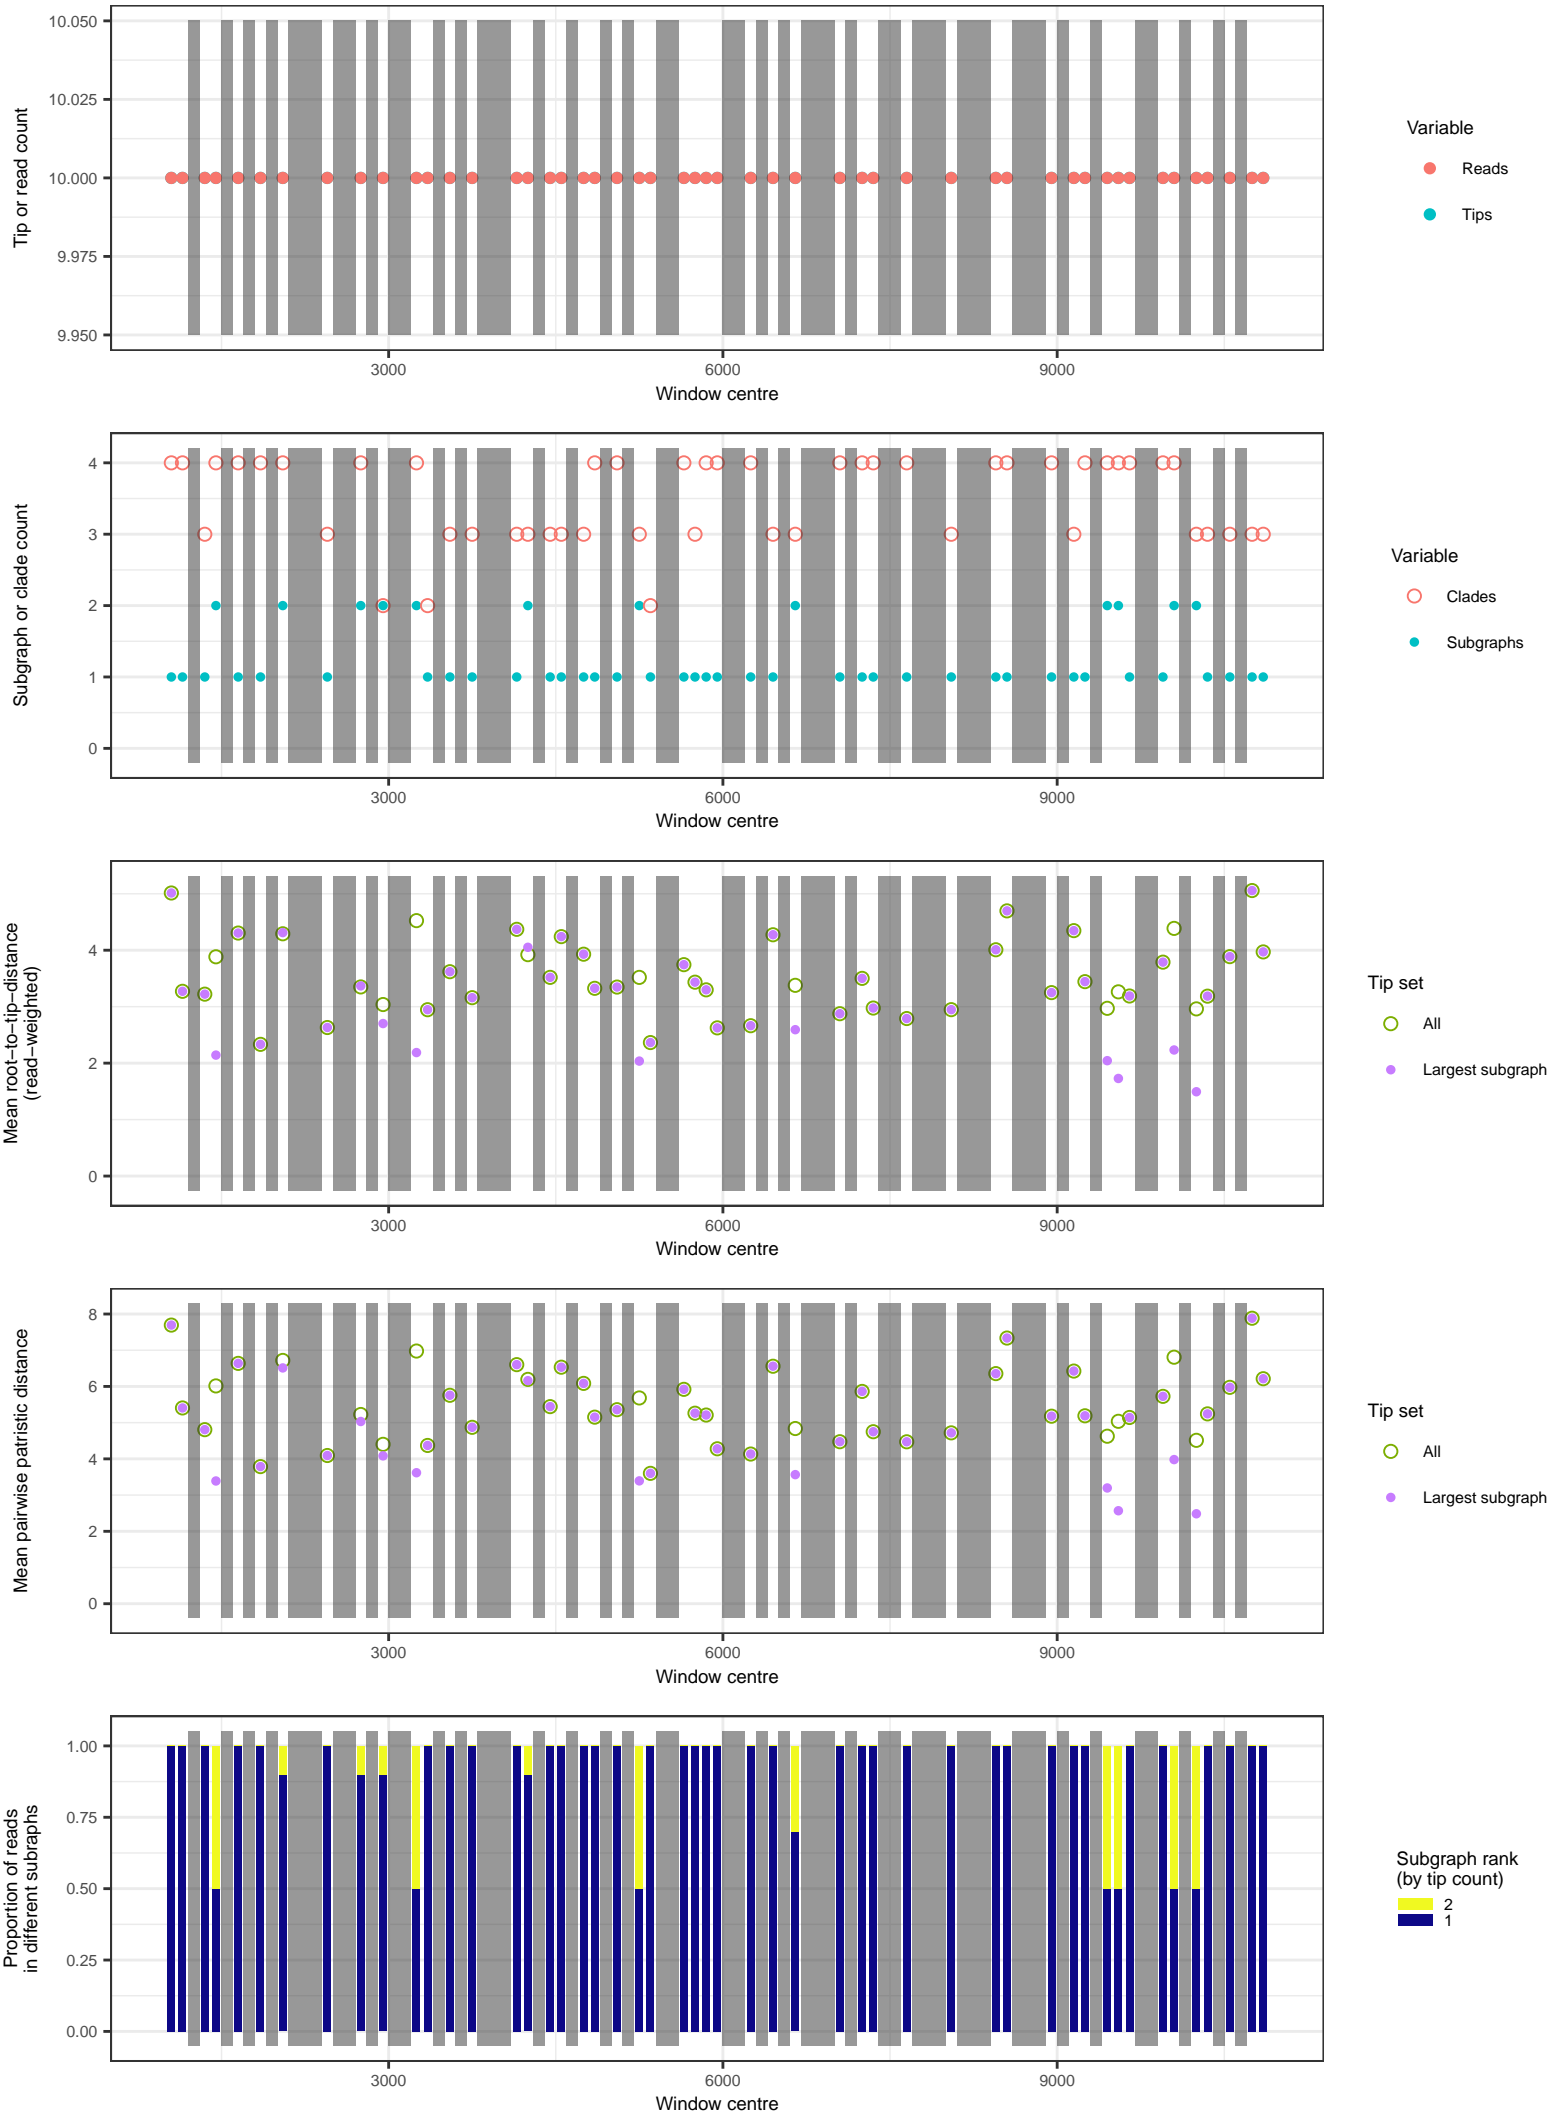 10.050
10.025
10.000
9.975
9.950
Tip or read count
3000
6000
9000
Window centre
Variable
Reads
Tips
4
3
2
1
0
Subgraph or clade count
3000
6000
9000
Window centre
Variable
Clades
Subgraphs
4
2
0
Mean root−to−tip−distance
(read−weighted)
3000
6000
9000
Window centre
Tip set
All
Largest subgraph
8
6
4
2
0
Mean pairwise patristic distance
3000
6000
9000
Window centre
Tip set
All
Largest subgraph
1.00
0.75
0.50
0.25
0.00
Proportion of reads
in different subraphs
3000
6000
9000
Window centre
Subgraph rank
(by tip count)
2
1